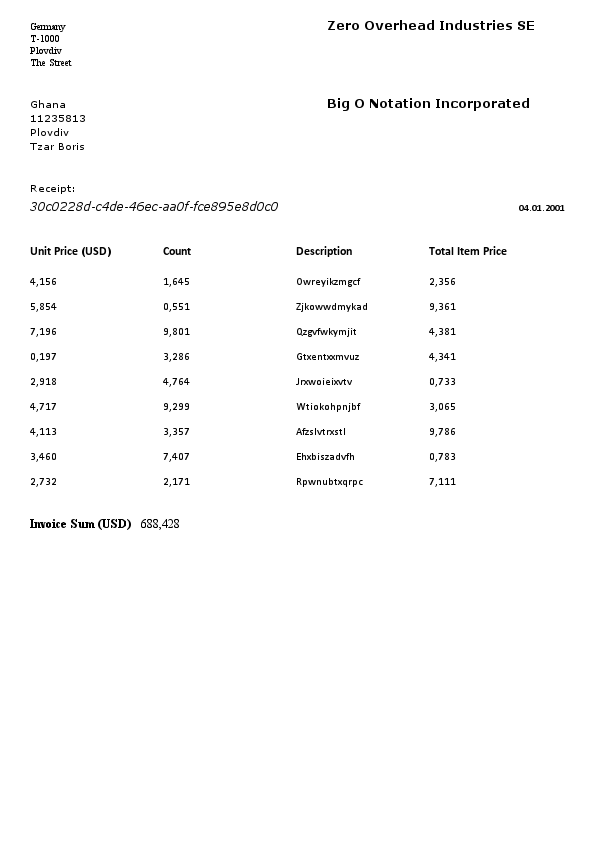 Germany
T-1000
Plovdiv
The Street
Zero Overhead Industries SE
Ghana
11235813
Plovdiv
Tzar Boris
Big O Notation Incorporated
Receipt:
30c0228d-c4de-46ec-aa0f-fce895e8d0c0
04.01.2001
Unit Price (USD) Count Description Total Item Price
4,156 1,645 Owreyikzmgcf 2,356
5,854 0,551 Zjkowwdmykad 9,361
7,196 9,801 Qzgvfwkymjit 4,381
0,197 3,286 Gtxentxxmvuz 4,341
2,918 4,764 Jrxwoieixvtv 0,733
4,717 9,299 Wtiokohpnjbf 3,065
4,113 3,357 Afzslvtrxstl 9,786
3,460 7,407 Ehxbiszadvfh 0,783
2,732 2,171 Rpwnubtxqrpc 7,111
Invoice Sum (USD) 688,428